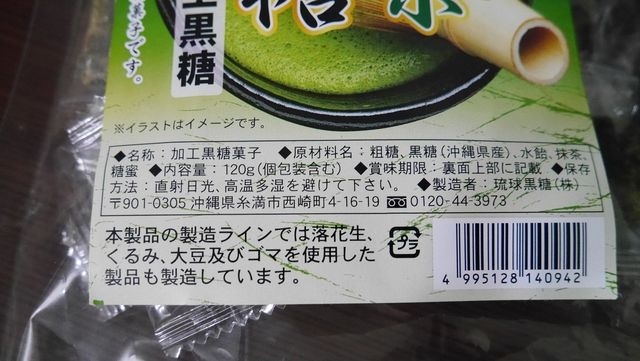 菓子です。
黒糖
※イラストはイメージです。
◆名称：加工黒糖菓子 ◆原材料名：粗糖、黒糖（沖縄県産）、水飴、抹茶、
糖蜜 ◆内容量：120g（個包装含む） ◆賞味期限：裏面上部に記載 ◆保存
方法：直射日光、高温多湿を避けて下さい。 ◆製造者：琉球黒糖（株）
〒901-0305 沖縄県糸満市西崎町4-16-19 0120-44-3973
本製品の製造ラインでは落花生、
くるみ、大豆及びゴマを使用した
製品も製造しています。
プラ
4 995128 140942